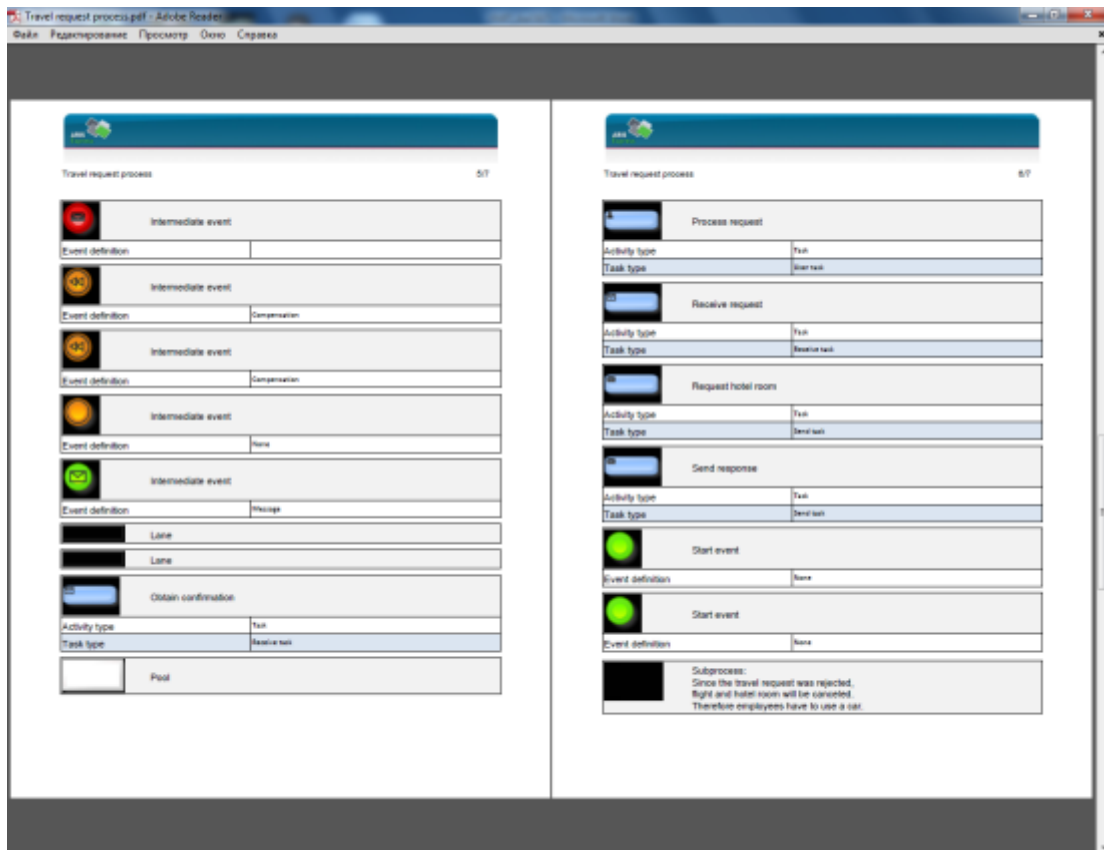 Travel request process.pdf - Adobe Reader
Файл Редактирование Просмотр Окно Справка
Travel request process 5/7
Intermediate event
Event definition
Intermediate event
Event definition Compensation
Intermediate event
Event definition Compensation
Intermediate event
Event definition None
Intermediate event
Event definition Message
Lane
Lane
Obtain confirmation
Activity type Task
Task type Receive task
Pool
Travel request process 6/7
Process request
Activity type Task
Task type User task
Receive request
Activity type Task
Task type Receive task
Request hotel room
Activity type Task
Task type Send task
Send response
Activity type Task
Task type Send task
Start event
Event definition None
Start event
Event definition None
Subprocess:
Since the travel request was rejected,
flight and hotel room will be canceled.
Therefore employees have to use a car.